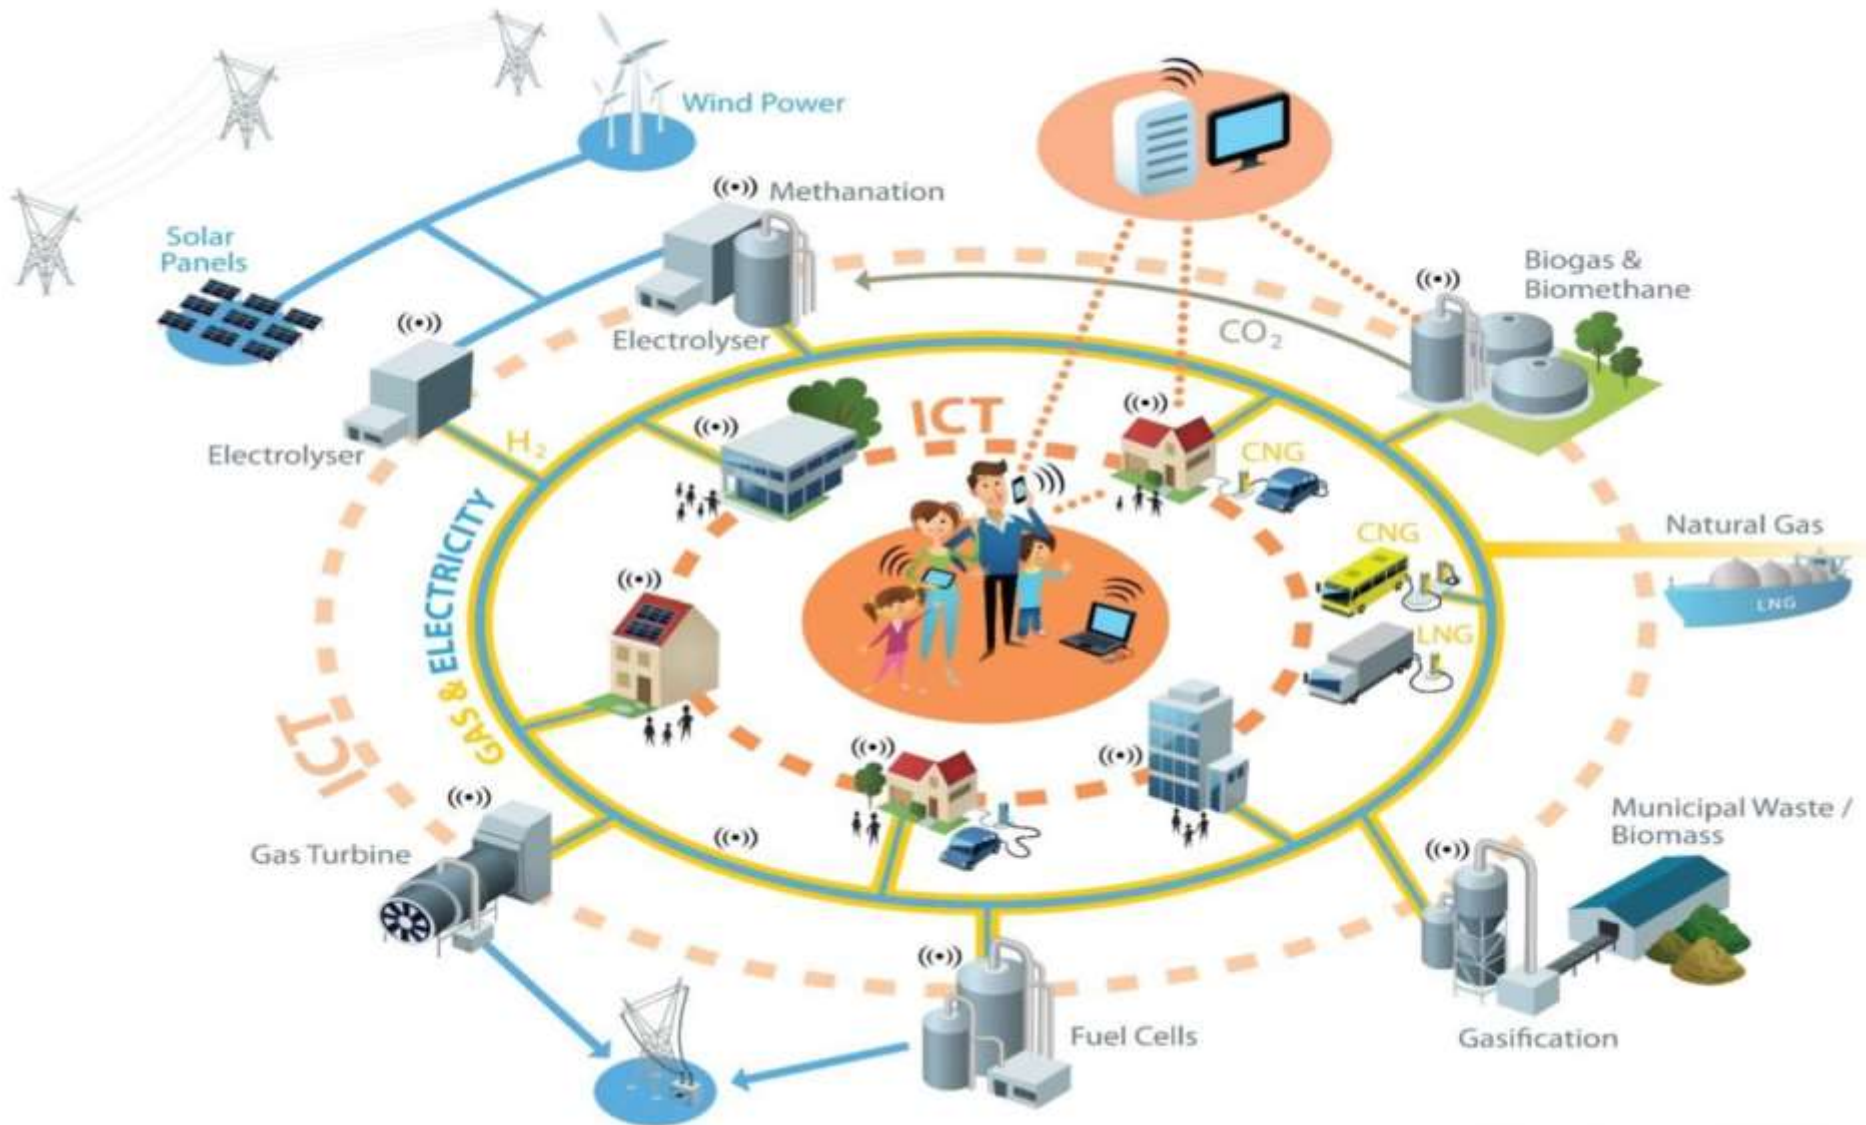 Wind Power
Methanation
Solar
Panels
Biogas &
Biomethane
Electrolyser
CO2
ICT
H2
Electrolyser
CNG
GAS & ELECTRICITY
CNG
Natural Gas
LNG
LNG
ICT
Gas Turbine
Municipal Waste /
Biomass
Fuel Cells
Gasification